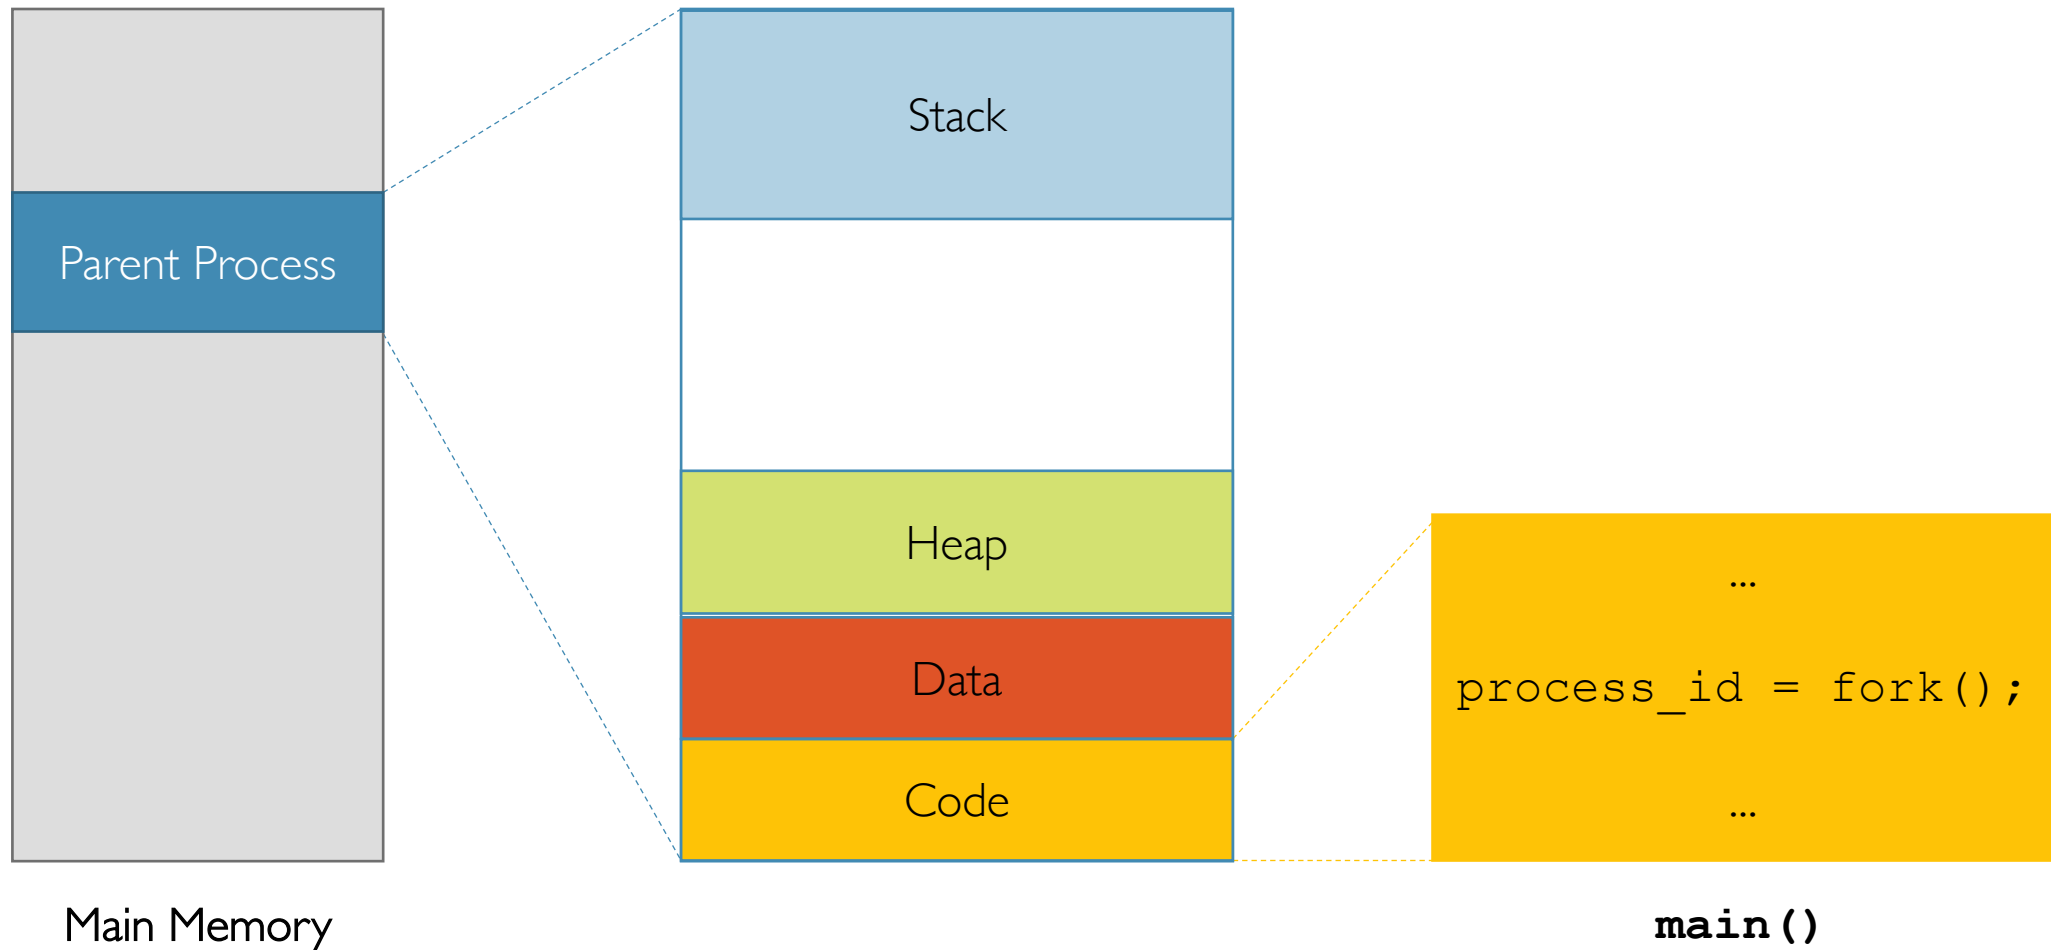 Parent Process
Main Memory
Stack
Heap
Data
Code
…
process_id = fork();
…
main()